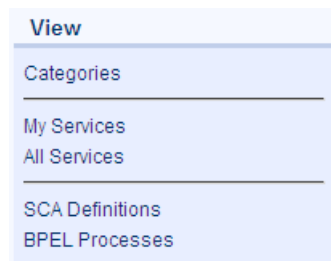 View
Categories
My Services
All Services
SCA Definitions
BPEL Processes